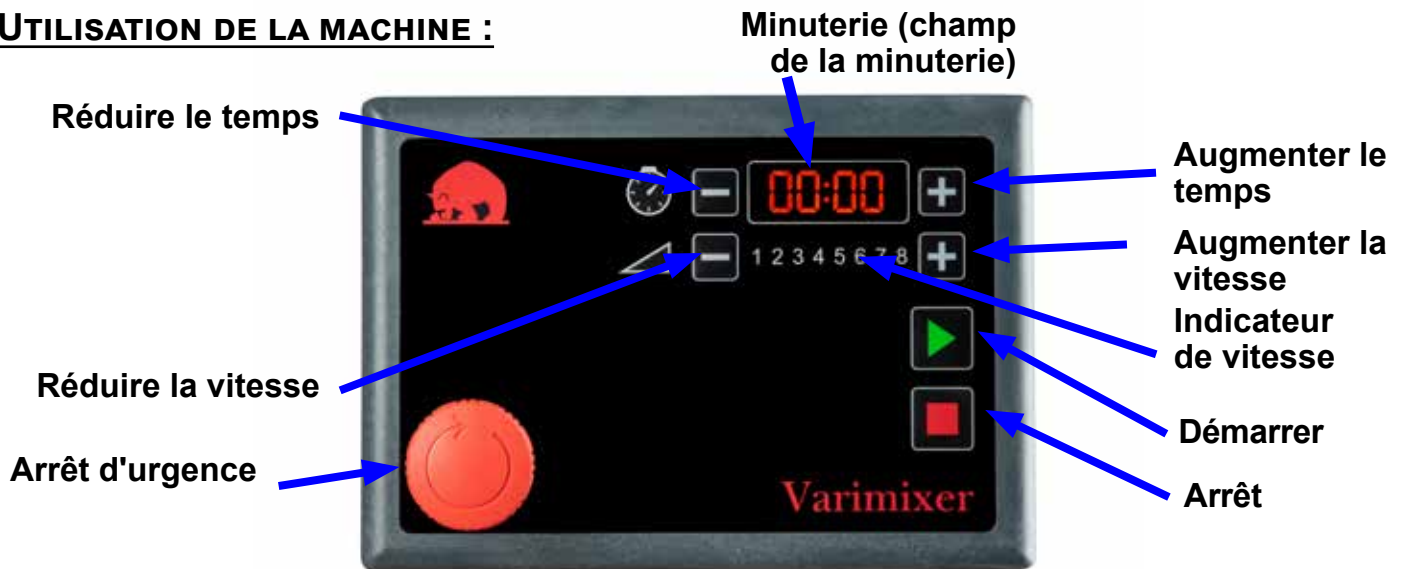 UTILISATION DE LA MACHINE :
Minuterie (champ
de la minuterie)
Réduire le temps
00:00
Augmenter le
temps
1 2 3 4 5 6 7 8
Augmenter la
vitesse
Indicateur
de vitesse
Réduire la vitesse
Démarrer
Arrêt d'urgence
Varimixer
Arrêt